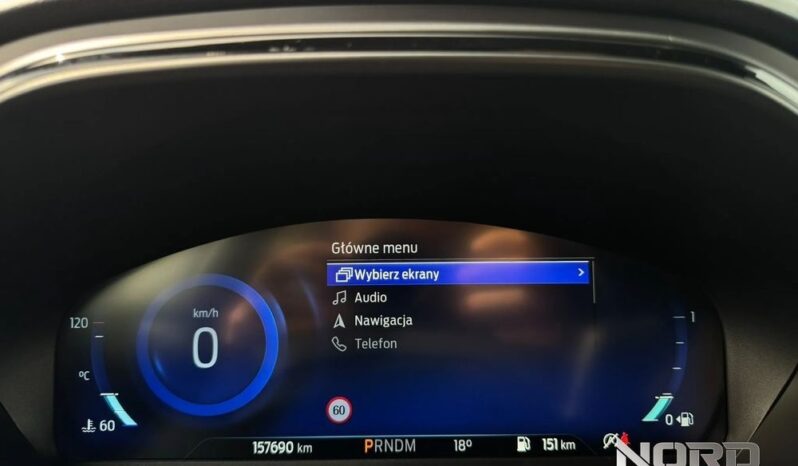 Główne menu
Wybierz ekrany
Audio
Nawigacja
Telefon
km/h
0
120
°C
60
1
0
60
157690 km
PRNDM
18°
151 km
NORD